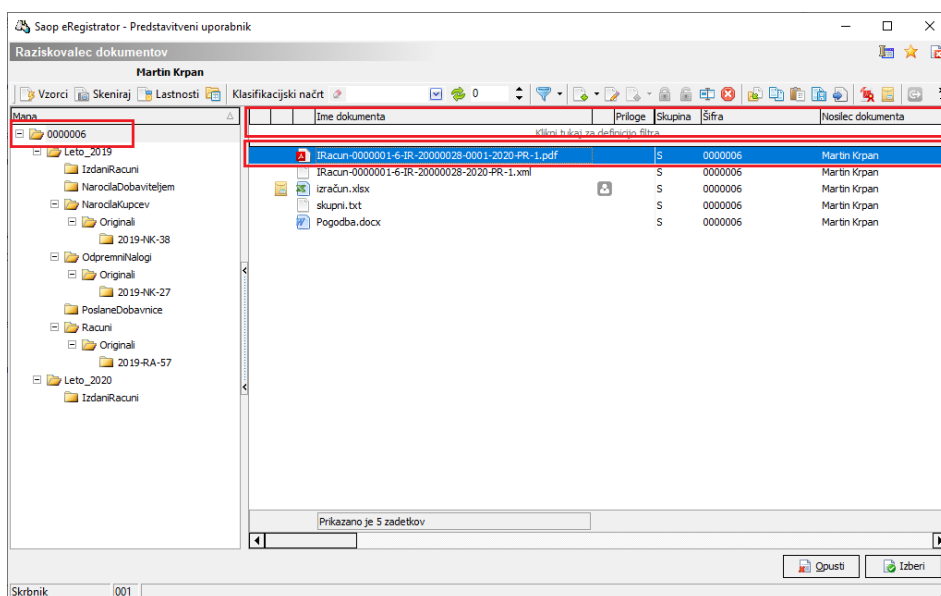 Saop eRegistrator - Predstavitveni uporabnik
Raziskovalec dokumentov
Martin Krpan
Vzorci Skeniraj Lastnosti Klasifikacijski načrt 0
Mapa Ime dokumenta Priloge Skupina Šifra Nosilec dokumenta
Klikni tukaj za definicijo filtra
0000006
Leto_2019 IRacun-0000001-6-IR-20000028-0001-2020-PR-1.pdf S 0000006 Martin Krpan
IzdaniRacuni IRacun-0000001-6-IR-20000028-2020-PR-1.xml S 0000006 Martin Krpan
NarocilaDobaviteljem izračun.xlsx S 0000006 Martin Krpan
NarocilaKupcev skupni.txt S 0000006 Martin Krpan
Originali Pogodba.docx S 0000006 Martin Krpan
2019-NK-38
OdpremniNalogi
Originali
2019-NK-27
PoslaneDobavnice
Racuni
Originali
2019-RA-57
Leto_2020
IzdaniRacuni
Prikazano je 5 zadetkov
Opusti Izberi
Skrbnik 001